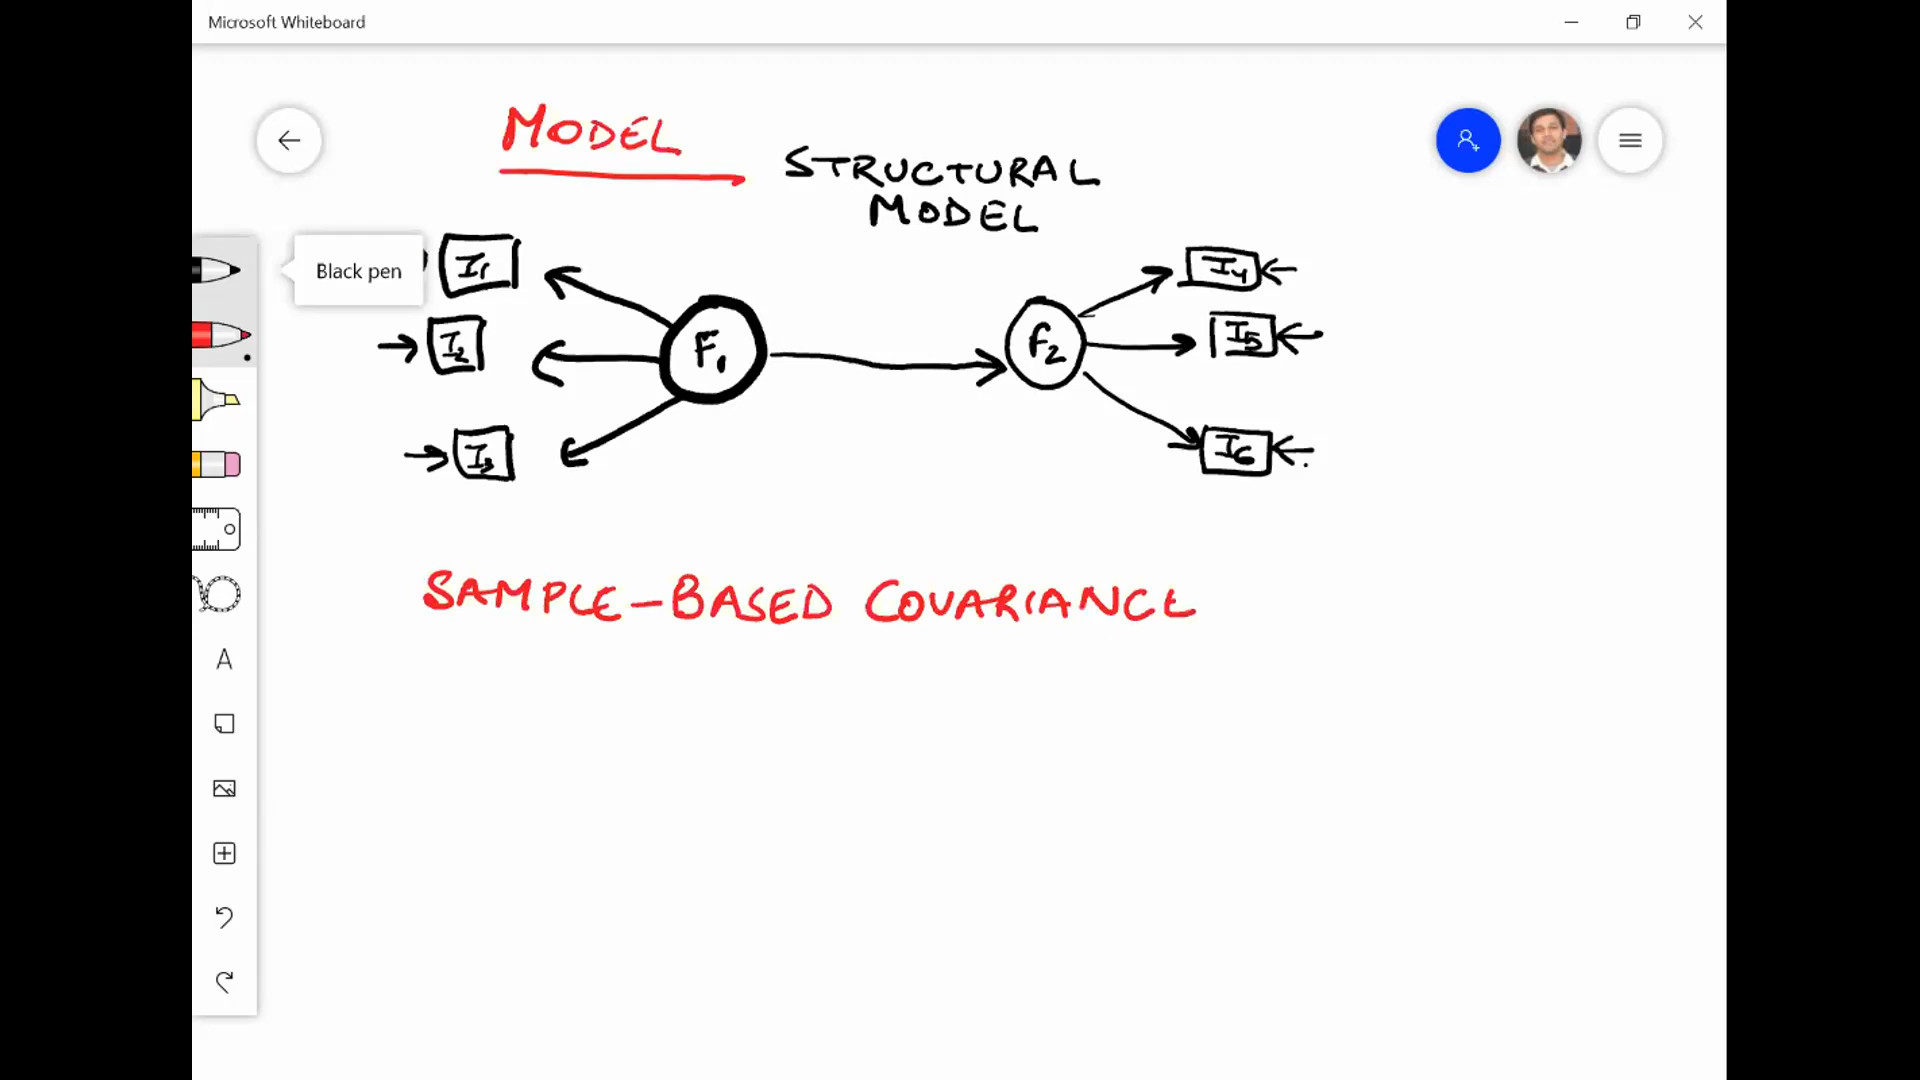 Microsoft Whiteboard
MODEL
STRUCTURAL
MODEL
Black pen
I1
I4
I2
F1
F2
I5
I3
I6
SAMPLE-BASED COVARIANCE
A